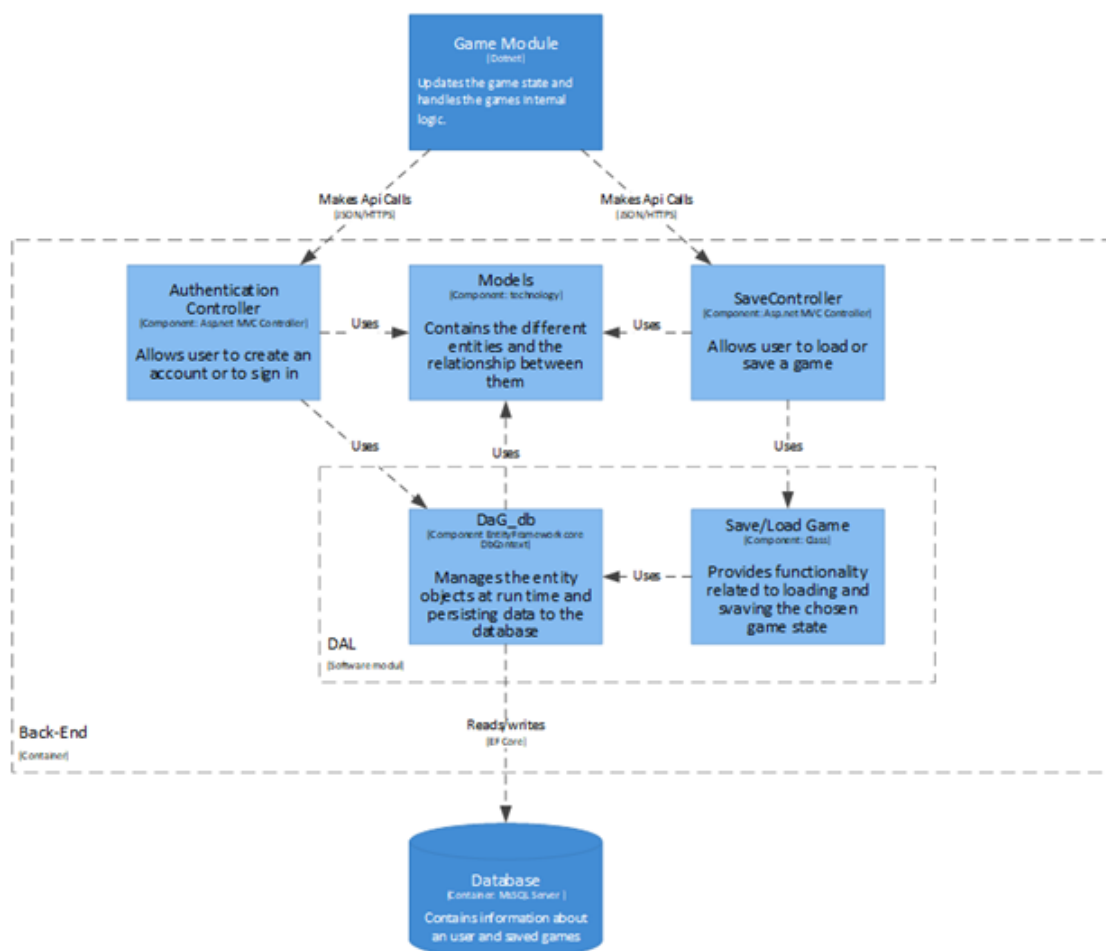 Game Module
(Dotnet)
Updates the game state and
handles the games internal
logic.
Makes Api Calls
(JSON/HTTPS)
Makes Api Calls
(JSON/HTTPS)
Authentication
Controller
(Component: Asp.net MVC Controller)
Allows user to create an
account or to sign in
Uses
Models
(Component: technology)
Contains the different
entities and the
relationship between
them
Uses
SaveController
(Component: Asp.net MVC Controller)
Allows user to load or
save a game
Uses
Uses
Uses
DaG_db
(Component EntityFramework core
DbContext)
Manages the entity
objects at run time and
persisting data to the
database
Uses
Save/Load Game
(Component: Class)
Provides functionality
related to loading and
svaving the chosen
game state
DAL
(Software modul)
Reads/writes
(EF Core)
Back-End
(Container)
Database
(Container: MsSQL Server )
Contains information about
an user and saved games